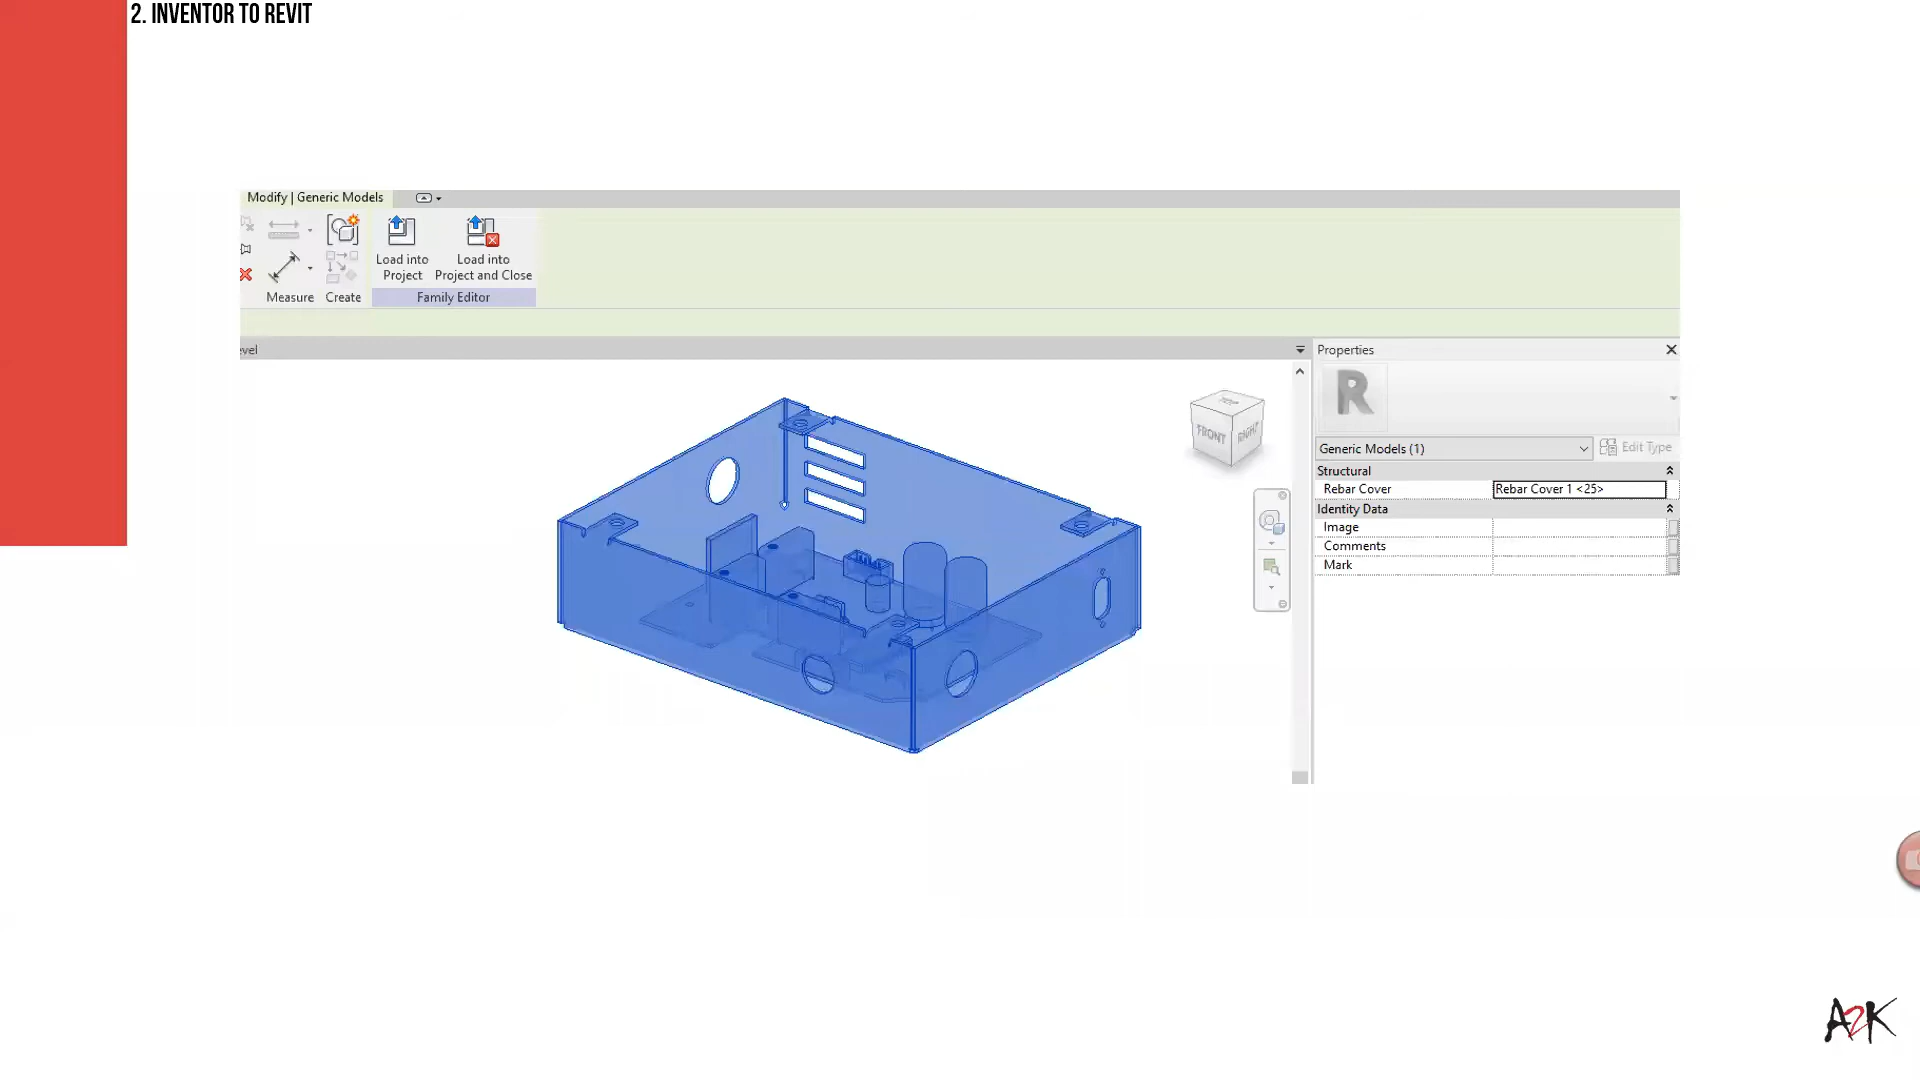 2. INVENTOR TO REVIT
Modify | Generic Models
Load into
Project
Load into
Project and Close
Measure
Create
Family Editor
evel
Properties
R
FRONT
RIGHT
Generic Models (1)
Edit Type
Structural
Rebar Cover
Rebar Cover 1 <25>
Identity Data
Image
Comments
Mark
A2K